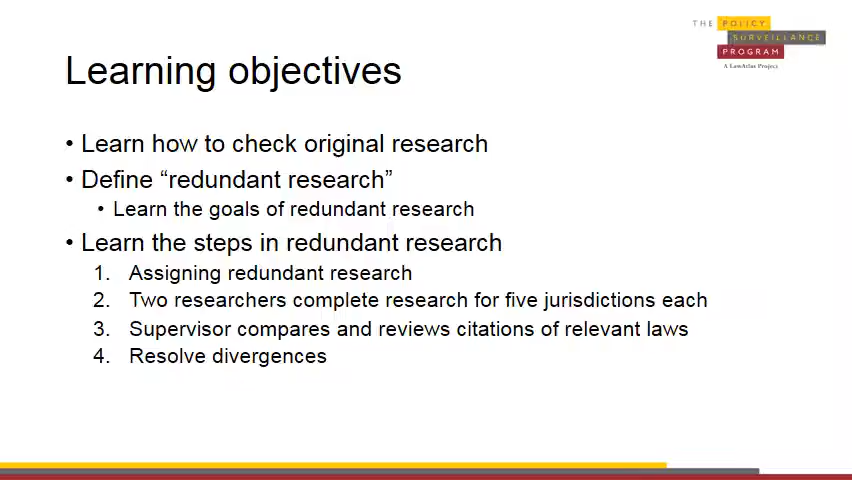 THE POLICY
SURVEILLANCE
PROGRAM
A LawAtlas Project
Learning objectives
• Learn how to check original research
• Define “redundant research”
• Learn the goals of redundant research
• Learn the steps in redundant research
1. Assigning redundant research
2. Two researchers complete research for five jurisdictions each
3. Supervisor compares and reviews citations of relevant laws
4. Resolve divergences